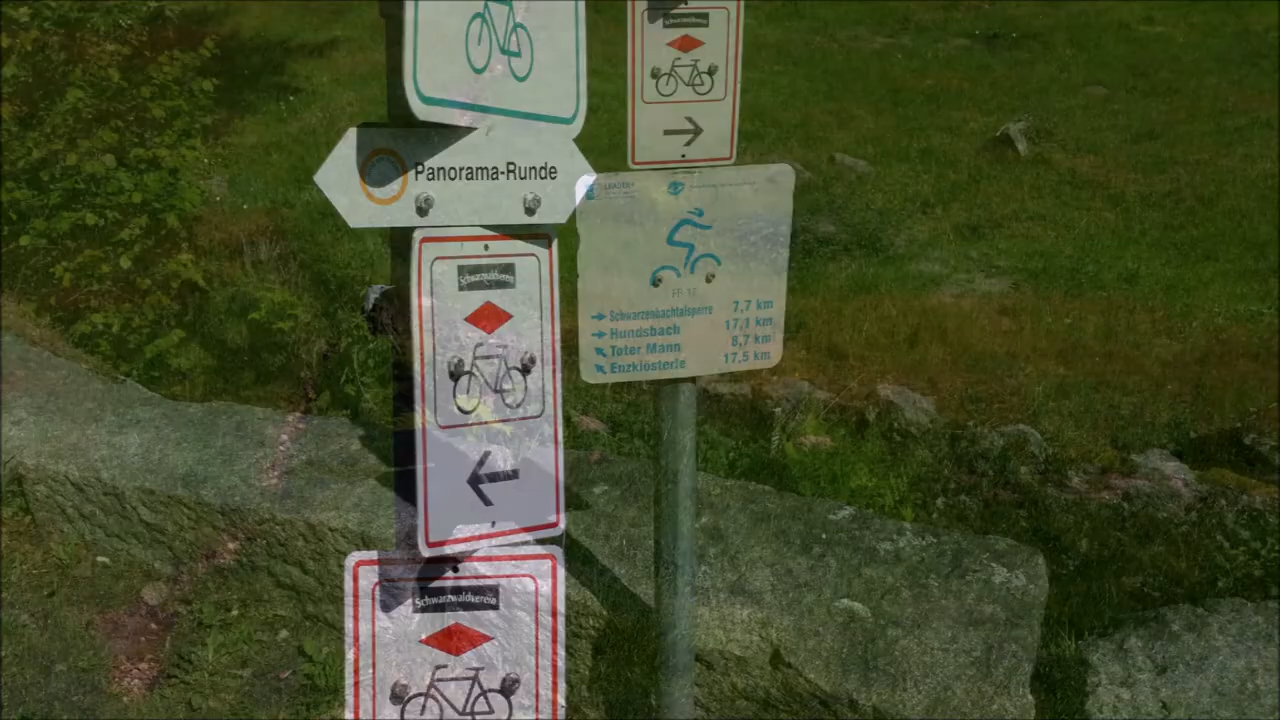 Schwarzwaldverein
Panorama-Runde
LEADER
Schwarzwaldverein
Schwarzenbachtalsperre 7,7 km
Hundsbach 17,1 km
Toter Mann 8,7 km
Enzklösterle 17,5 km
Schwarzwaldverein